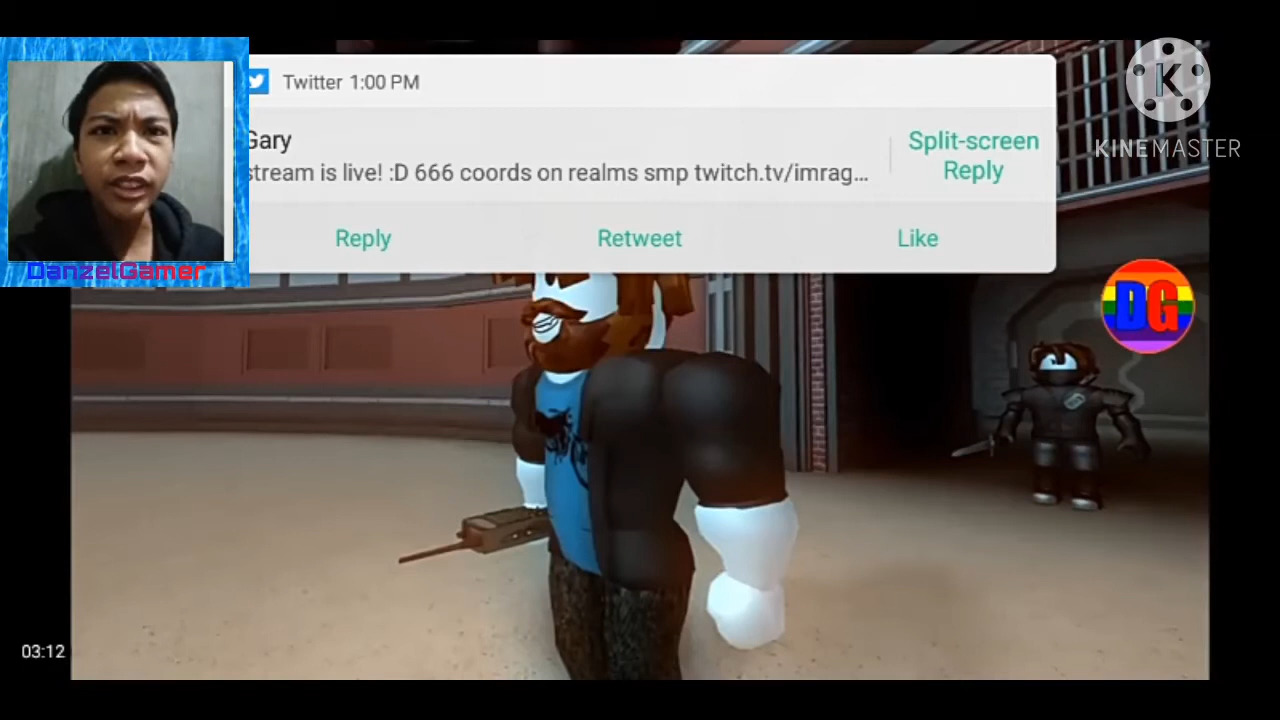 Twitter 1:00 PM
Gary
stream is live! :D 666 coords on realms smp twitch.tv/imrag...
Split-screen
Reply
Reply
Retweet
Like
K
KINEMASTER
DanzelGamer
DG
03:12